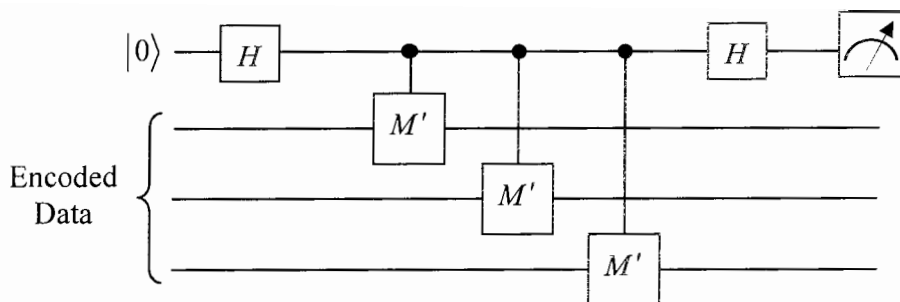 |0⟩ H H
M'
Encoded
Data
M'
M'